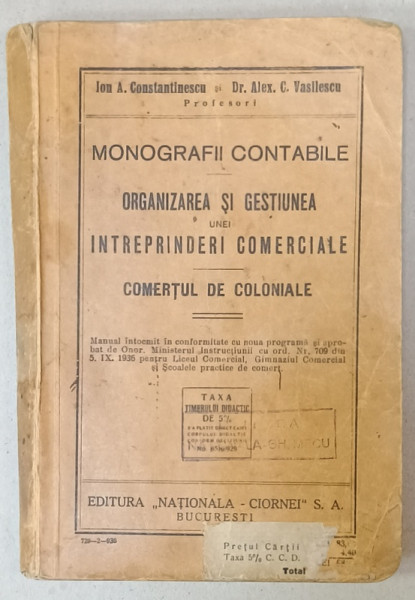 Ion A. Constantinescu și Dr. Alex. C. Vasilescu
Profesori
MONOGRAFII CONTABILE
ORGANIZAREA ȘI GESTIUNEA
UNEI
INTREPRINDERI COMERCIALE
COMERȚUL DE COLONIALE
Manual întocmit în conformitate cu noua programă și apro-
bat de Onor. Ministerul Instrucțiunii cu ord. Nr. 709 din
5. IX. 1936 pentru Liceul Comercial, Gimnaziul Comercial
și Școalele practice de comerț
TAXA
TIMBRULUI DIDACTIC
DE 5%
EDITURA „NAȚIONALA - CIORNEI" S. A.
BUCUREȘTI
Prețul Cărții
Taxa 5% C. C. D.
Total